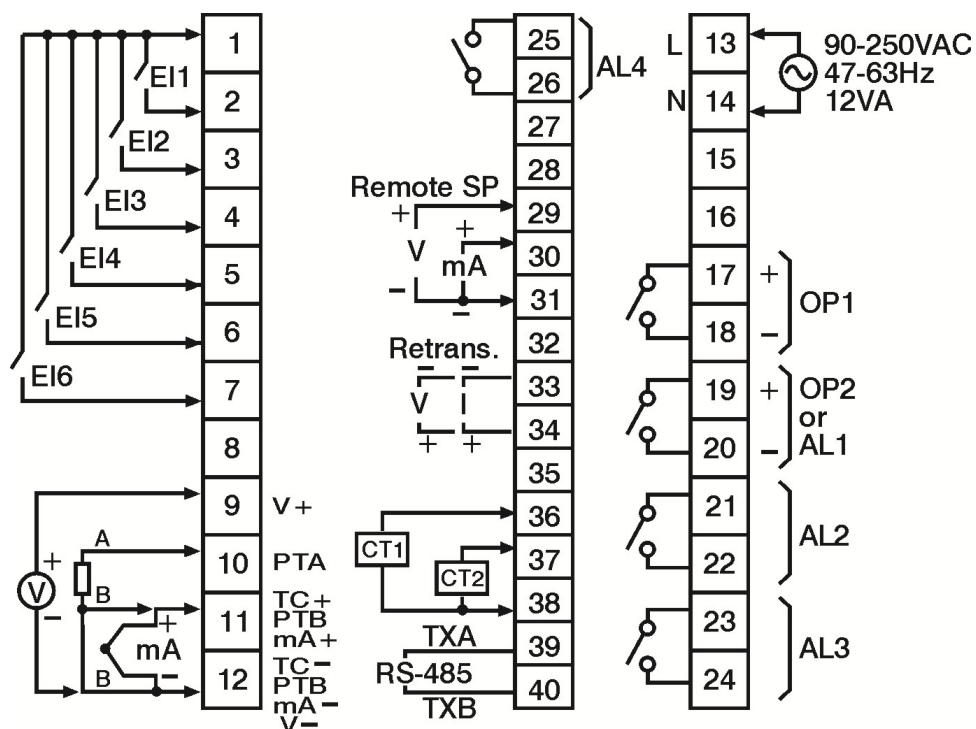 1
EI1
2
EI2
3
EI3
4
EI4
5
EI5
6
EI6
7
8
9
V+
+
V
−
A
10
PTA
B
11
TC+
PTB
mA+
+
mA
−
B
12
TC−
PTB
mA−
V−
25
26
AL4
27
28
Remote SP
29
+
V
−
+
mA
−
30
31
32
Retrans.
− −
33
V
34
+ +
35
36
CT1
37
CT2
38
TXA
39
RS-485
40
TXB
L
13
90-250VAC
N
14
47-63Hz
12VA
15
16
17
+
OP1
18
−
19
+
OP2
or
AL1
20
−
21
AL2
22
23
AL3
24